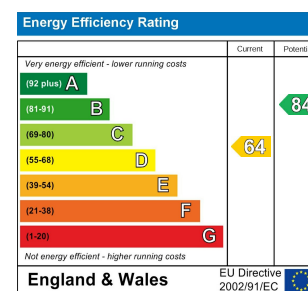 Energy Efficiency Rating
Current Potenti
Very energy efficient - lower running costs
(92 plus) A
(81-91) B
84
(69-80) C
64
(55-68) D
(39-54) E
(21-38) F
(1-20) G
Not energy efficient - higher running costs
England & Wales
EU Directive
2002/91/EC